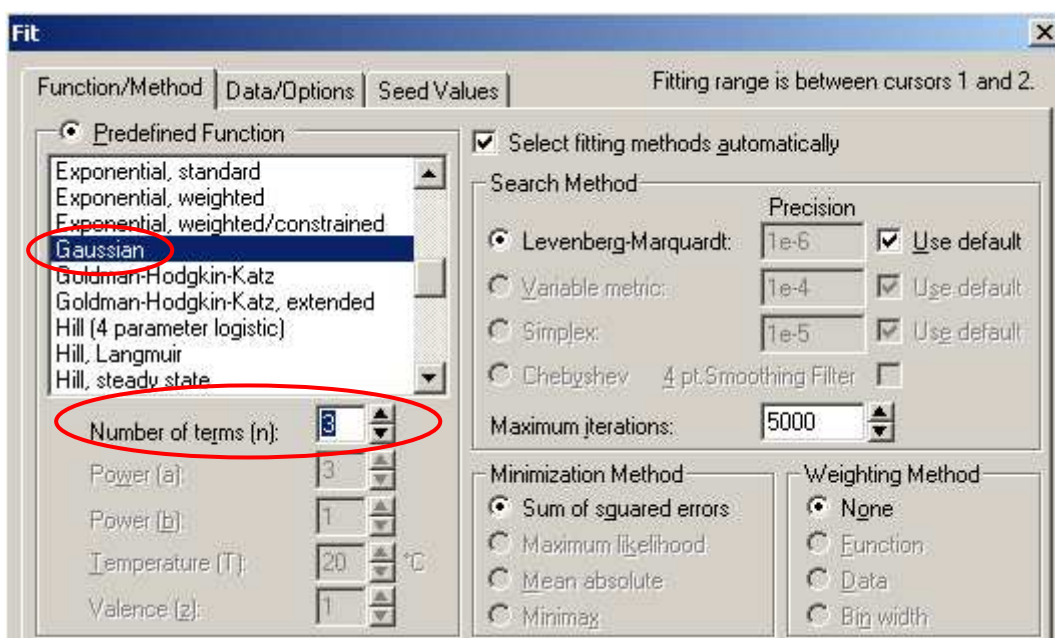 Fit
Function/Method Data/Options Seed Values Fitting range is between cursors 1 and 2.
Predefined Function
Exponential, standard
Exponential, weighted
Exponential, weighted/constrained
Gaussian
Goldman-Hodgkin-Katz
Goldman-Hodgkin-Katz, extended
Hill (4 parameter logistic)
Hill, Langmuir
Hill, steady state
Number of terms (n): 3
Power (a): 3
Power (b): 1
Temperature (T): 20 °C
Valence (z): 1
Select fitting methods automatically
Search Method
Precision
Levenberg-Marquardt: 1e-6 Use default
Variable metric: 1e-4 Use default
Simplex: 1e-5 Use default
Chebyshev 4 pt.Smoothing Filter
Maximum iterations: 5000
Minimization Method
Sum of squared errors
Maximum likelihood
Mean absolute
Minimax
Weighting Method
None
Function
Data
Bin width